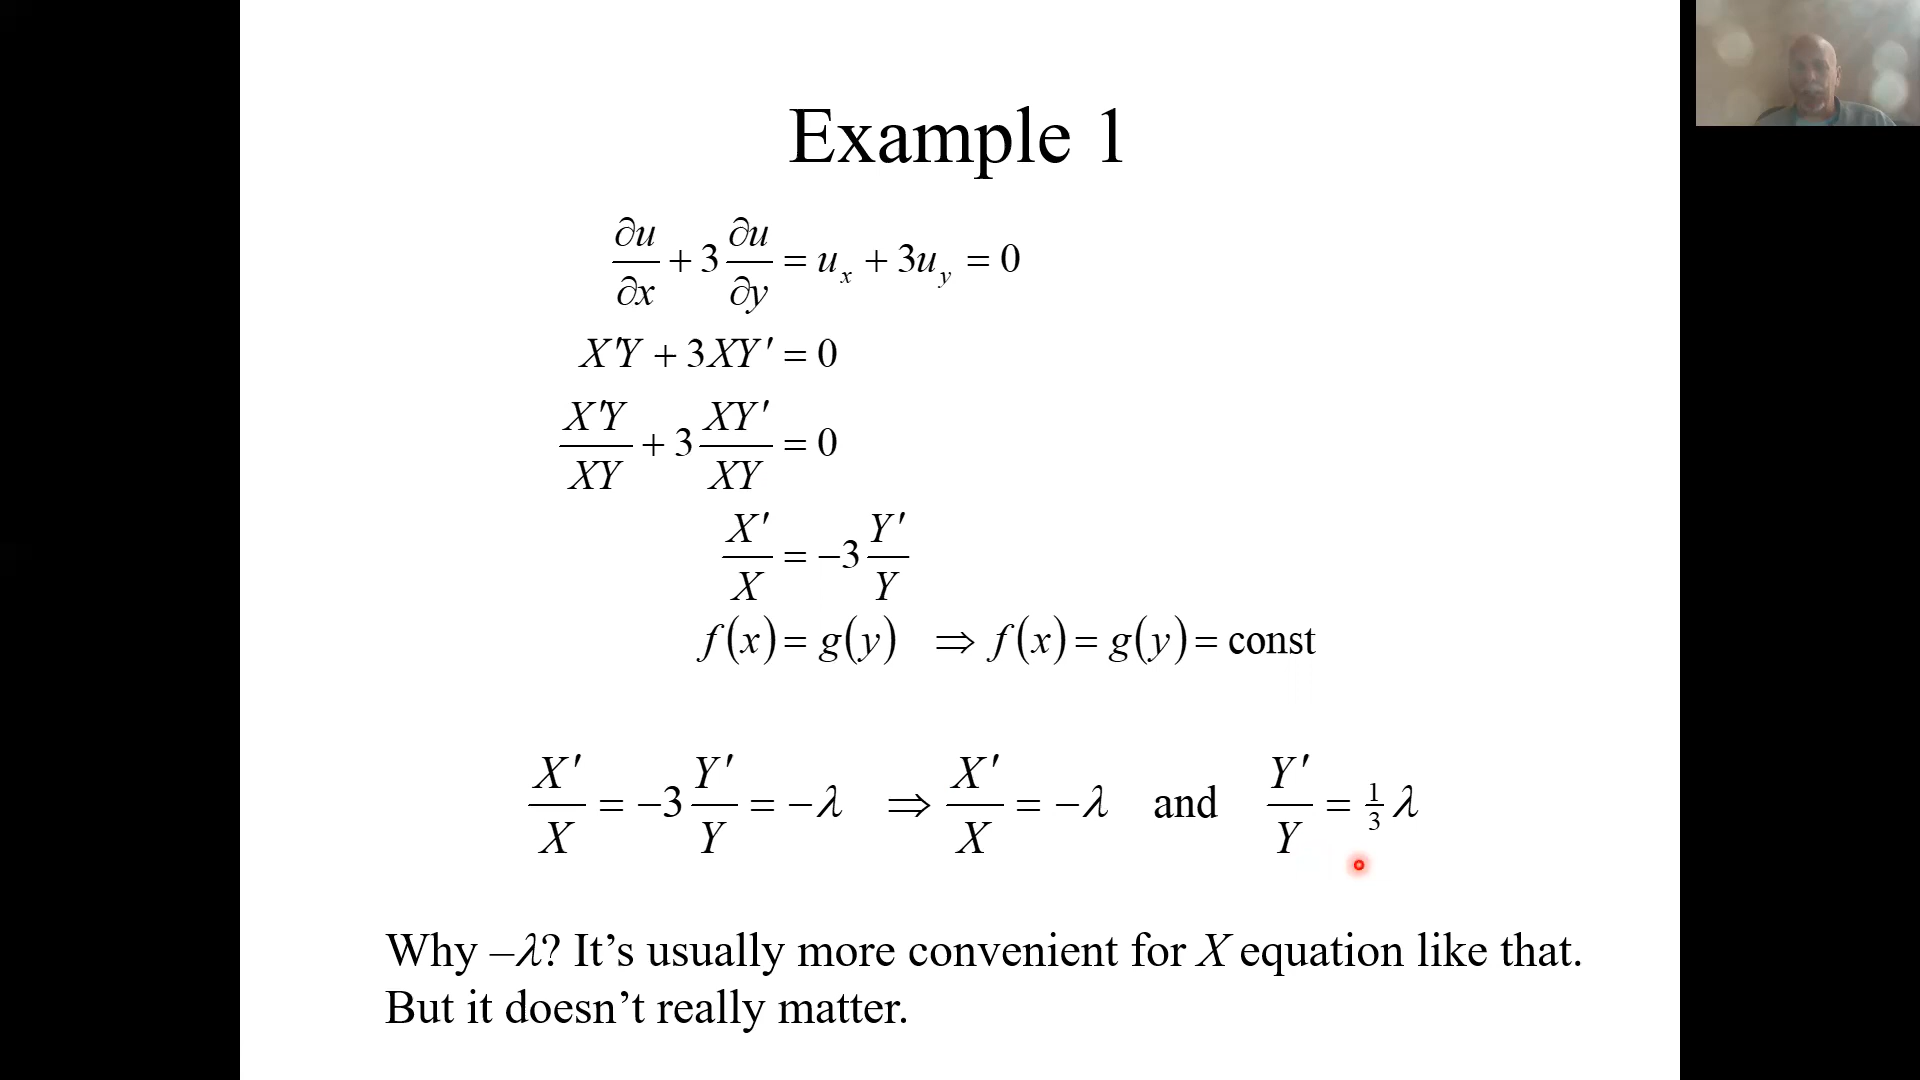 Example 1
∂u/∂x + 3 ∂u/∂y = uₓ + 3u_y = 0
X′Y + 3XY′ = 0
X′Y/XY + 3 XY′/XY = 0
X′/X = −3 Y′/Y
f(x) = g(y) ⇒ f(x) = g(y) = const
X′/X = −3 Y′/Y = −λ ⇒ X′/X = −λ and Y′/Y = 1/3 λ
Why –λ? It’s usually more convenient for X equation like that.
But it doesn’t really matter.